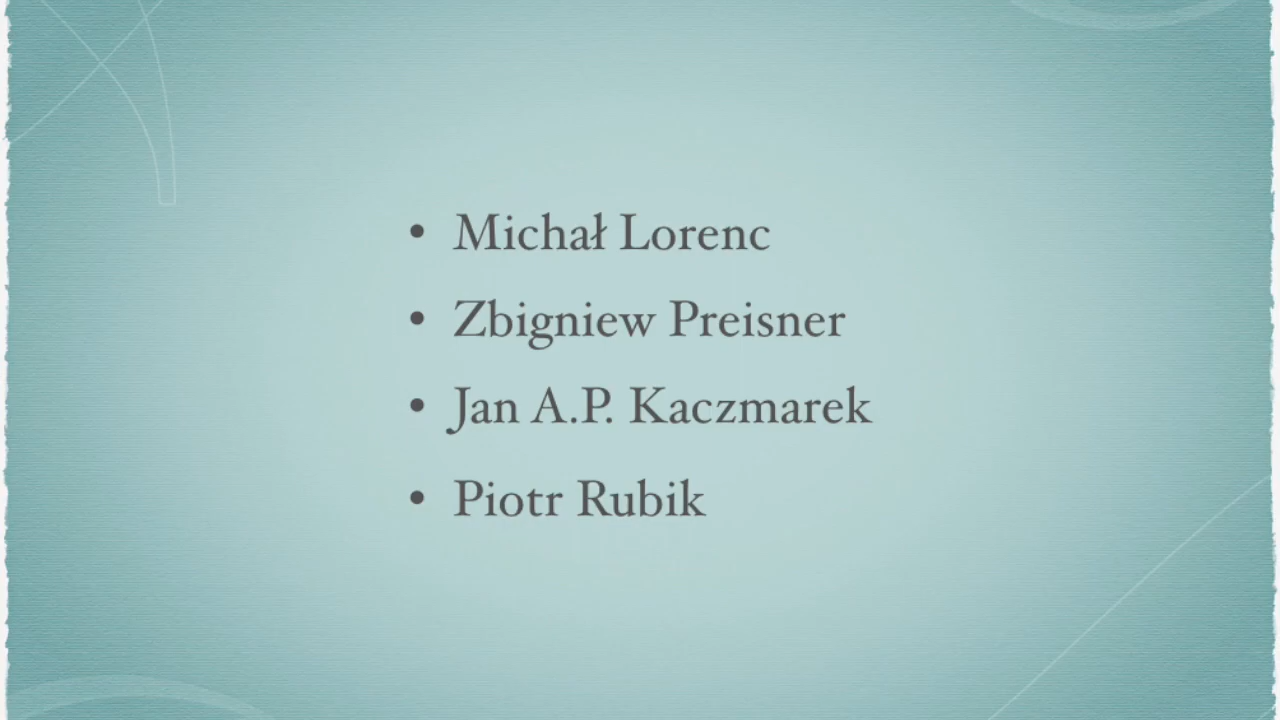 • Michał Lorenc
• Zbigniew Preisner
• Jan A.P. Kaczmarek
• Piotr Rubik